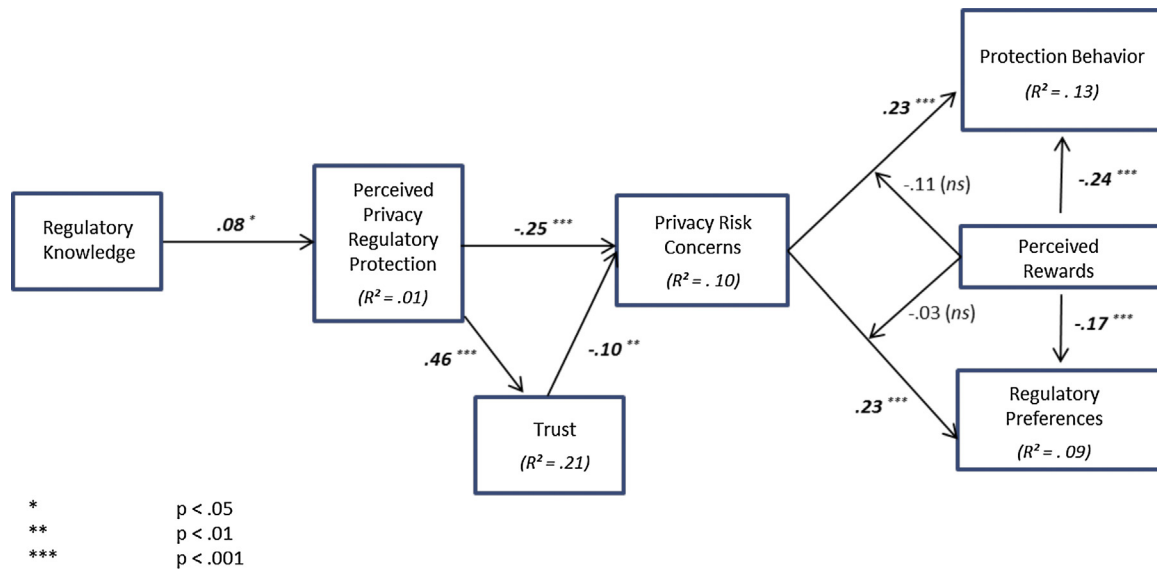 Regulatory
Knowledge
.08 *
Perceived
Privacy
Regulatory
Protection
(R² = .01)
-.25 ***
.46 ***
Trust
(R² = .21)
-.10 **
Privacy Risk
Concerns
(R² = . 10)
.23 ***
-.11 (ns)
-.03 (ns)
.23 ***
Protection Behavior
(R² = . 13)
-.24 ***
Perceived
Rewards
-.17 ***
Regulatory
Preferences
(R² = . 09)
* p < .05
** p < .01
*** p < .001